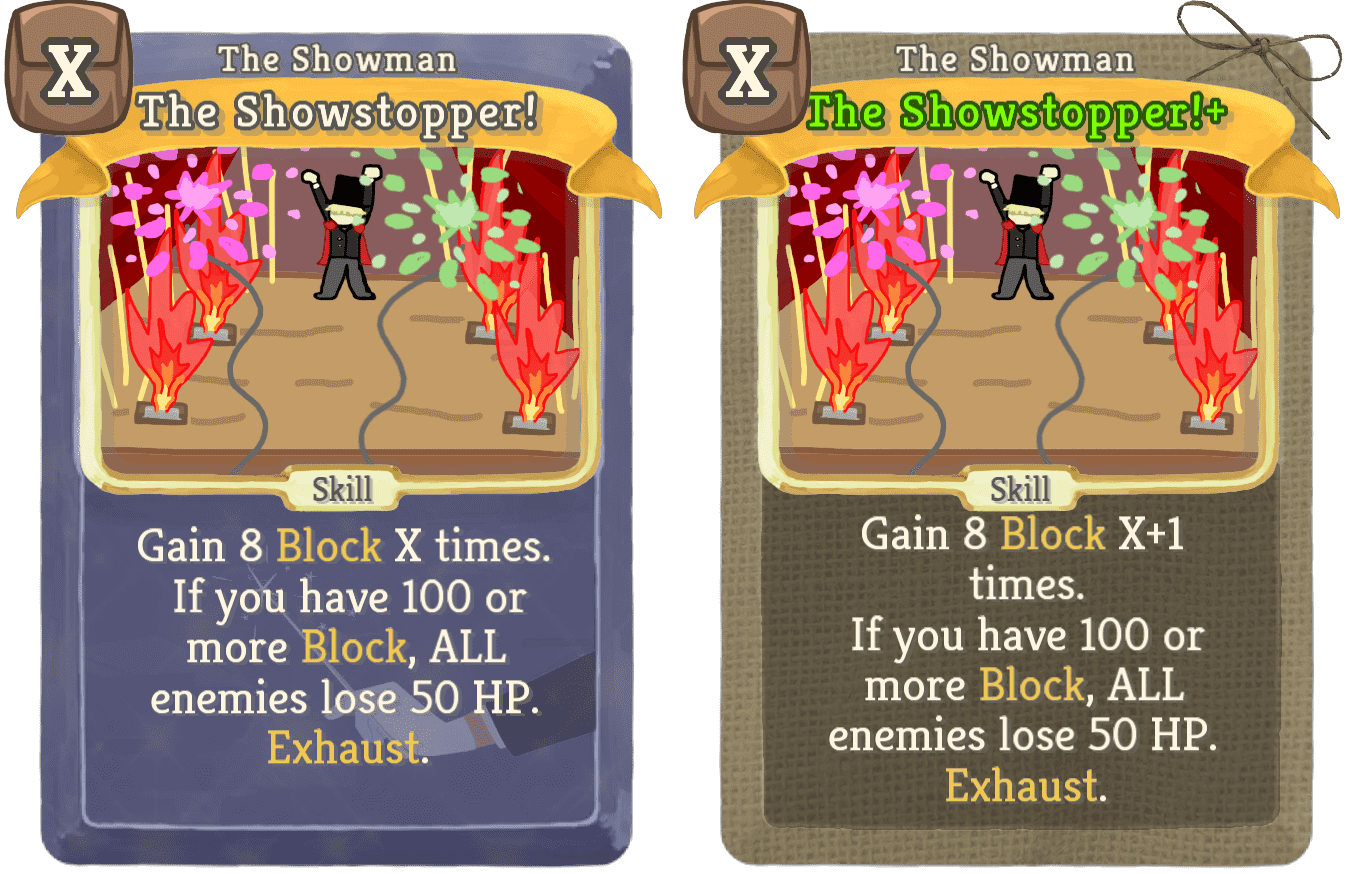 X
The Showman
The Showstopper!
Skill
Gain 8 Block X times.
If you have 100 or
more Block, ALL
enemies lose 50 HP.
Exhaust.
X
The Showman
The Showstopper!+
Skill
Gain 8 Block X+1
times.
If you have 100 or
more Block, ALL
enemies lose 50 HP.
Exhaust.